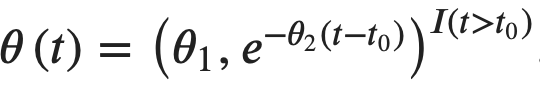 θ (t) = (θ₁, e^{−θ₂(t−t₀)})^{I(t>t₀)}